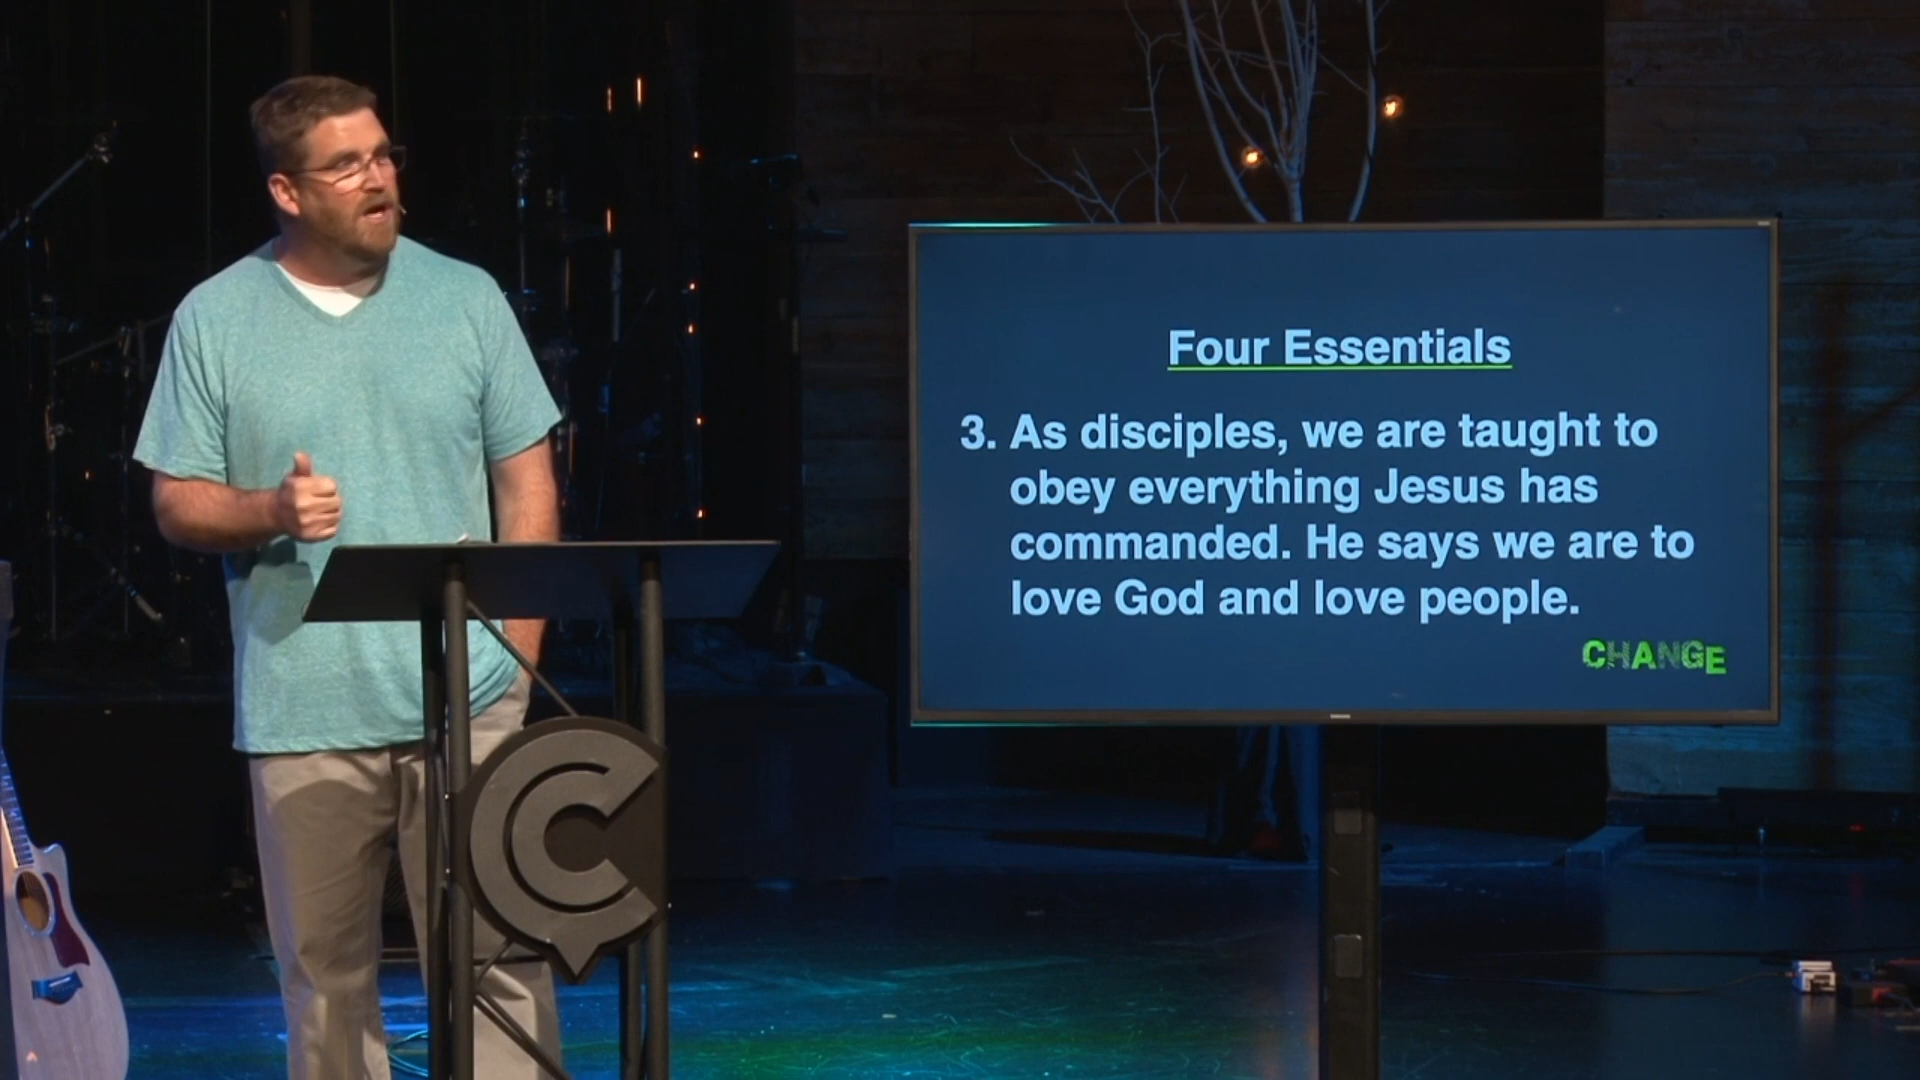 Four Essentials
3. As disciples, we are taught to
obey everything Jesus has
commanded. He says we are to
love God and love people.
CHANGE